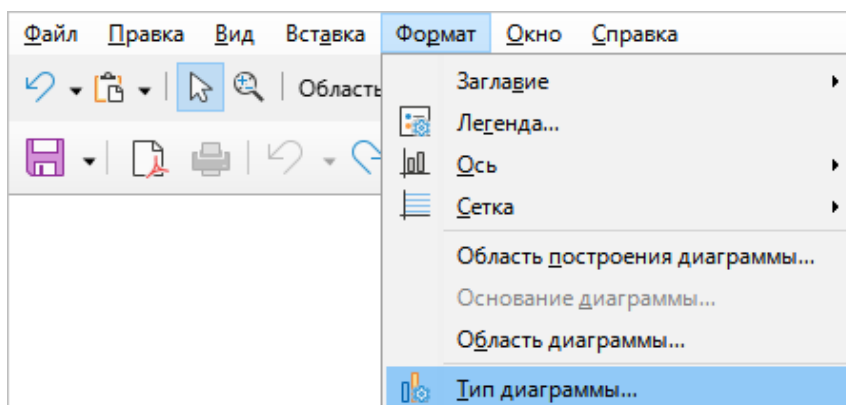 Файл Правка Вид Вставка Формат Окно Справка
Область
Заглавие
Легенда...
Ось
Сетка
Область построения диаграммы...
Основание диаграммы...
Область диаграммы...
Тип диаграммы...